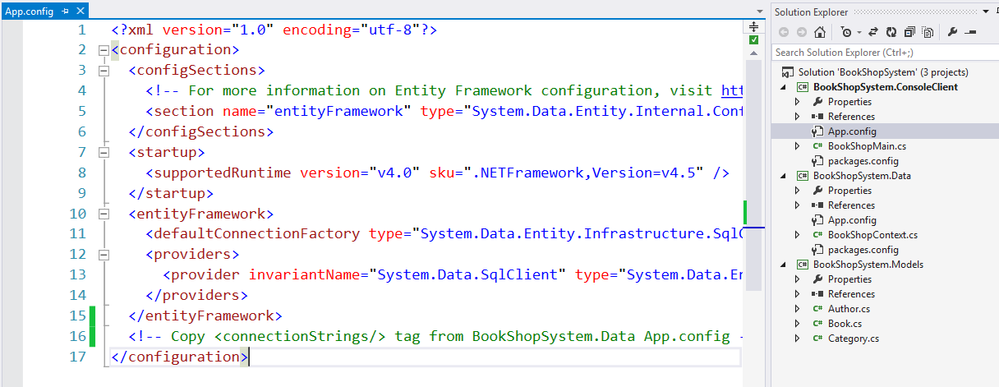 App.config
1 <?xml version="1.0" encoding="utf-8"?>
2 <configuration>
3 <configSections>
4 <!-- For more information on Entity Framework configuration, visit htt
5 <section name="entityFramework" type="System.Data.Entity.Internal.Conf
6 </configSections>
7 <startup>
8 <supportedRuntime version="v4.0" sku=".NETFramework,Version=v4.5" />
9 </startup>
10 <entityFramework>
11 <defaultConnectionFactory type="System.Data.Entity.Infrastructure.SqlC
12 <providers>
13 <provider invariantName="System.Data.SqlClient" type="System.Data.En
14 </providers>
15 </entityFramework>
16 <!-- Copy <connectionStrings/> tag from BookShopSystem.Data App.config -
17 </configuration>
Solution Explorer
Search Solution Explorer (Ctrl+;)
Solution 'BookShopSystem' (3 projects)
C# BookShopSystem.ConsoleClient
Properties
References
App.config
C# BookShopMain.cs
packages.config
C# BookShopSystem.Data
Properties
References
App.config
C# BookShopContext.cs
packages.config
C# BookShopSystem.Models
Properties
References
C# Author.cs
C# Book.cs
C# Category.cs